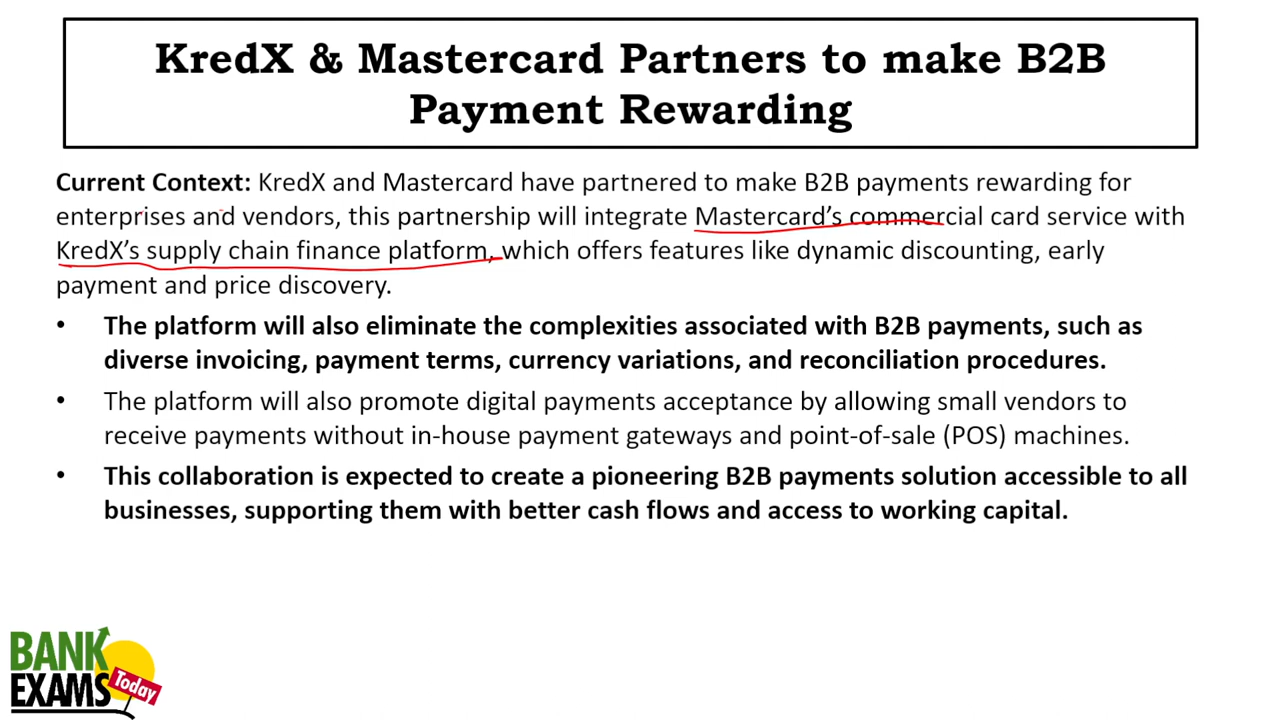 KredX & Mastercard Partners to make B2B
Payment Rewarding
Current Context: KredX and Mastercard have partnered to make B2B payments rewarding for
enterprises and vendors, this partnership will integrate Mastercard’s commercial card service with
KredX’s supply chain finance platform, which offers features like dynamic discounting, early
payment and price discovery.
• The platform will also eliminate the complexities associated with B2B payments, such as
diverse invoicing, payment terms, currency variations, and reconciliation procedures.
• The platform will also promote digital payments acceptance by allowing small vendors to
receive payments without in-house payment gateways and point-of-sale (POS) machines.
• This collaboration is expected to create a pioneering B2B payments solution accessible to all
businesses, supporting them with better cash flows and access to working capital.
BANK
EXAMS
Today